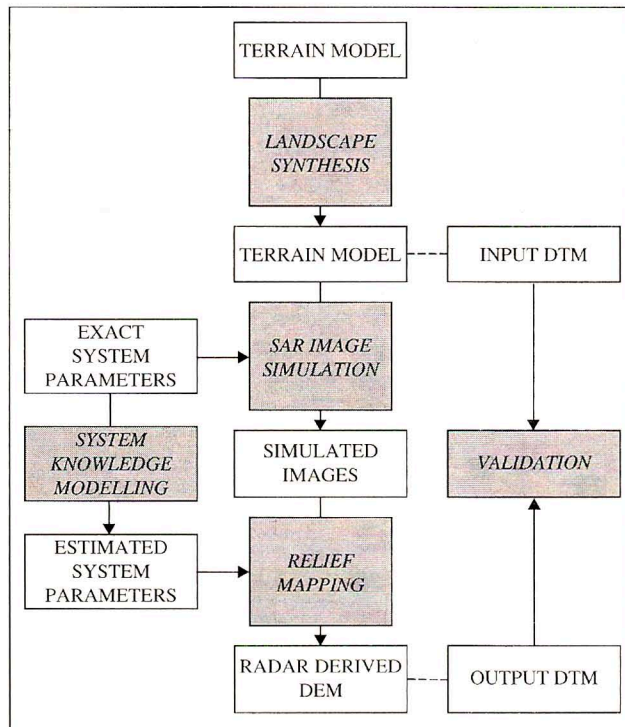 TERRAIN MODEL
LANDSCAPE
SYNTHESIS
TERRAIN MODEL
INPUT DTM
EXACT
SYSTEM
PARAMETERS
SAR IMAGE
SIMULATION
SYSTEM
KNOWLEDGE
MODELLING
SIMULATED
IMAGES
VALIDATION
ESTIMATED
SYSTEM
PARAMETERS
RELIEF
MAPPING
RADAR DERIVED
DEM
OUTPUT DTM